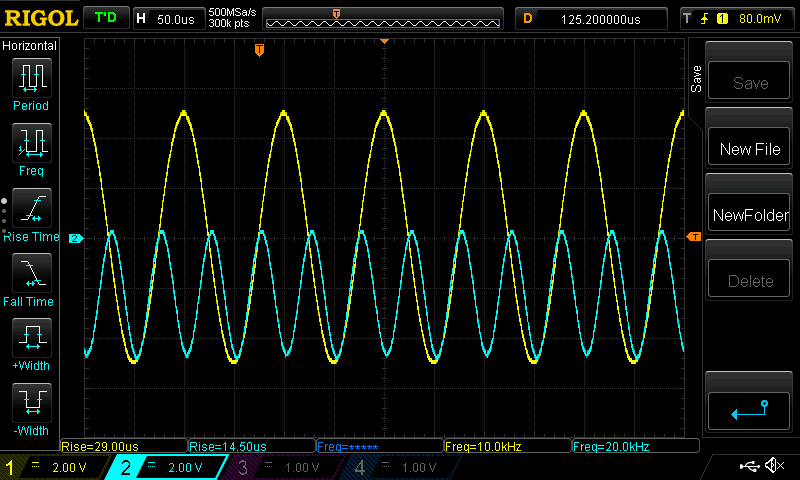 RIGOL T'D H 50.0us 500MSa/s 300k pts T D 125.200000us T 1 80.0mV
Horizontal
Period
Freq
Rise Time
Fall Time
+Width
-Width
T
2
T
Save
Save
New File
NewFolder
Delete
Rise=29.00us Rise=14.50us Freq=***** Freq=10.0kHz Freq=20.0kHz
1 2.00 V 2 2.00 V 3 1.00 V 4 1.00 V